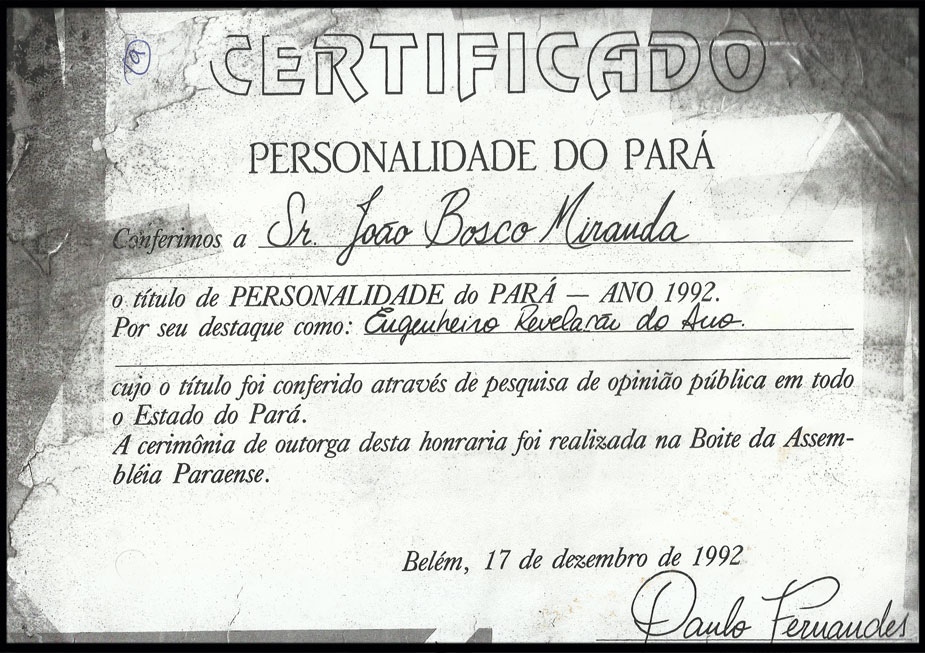 CERTIFICADO
PERSONALIDADE DO PARÁ
Conferimos a Sr. João Bosco Miranda
o título de PERSONALIDADE do PARÁ — ANO 1992.
Por seu destaque como: Engenheiro Revelação do Ano.
cujo o título foi conferido através de pesquisa de opinião pública em todo
o Estado do Pará.
A cerimônia de outorga desta honraria foi realizada na Boite da Assem-
bléia Paraense.
Belém, 17 de dezembro de 1992
Paulo Fernandes